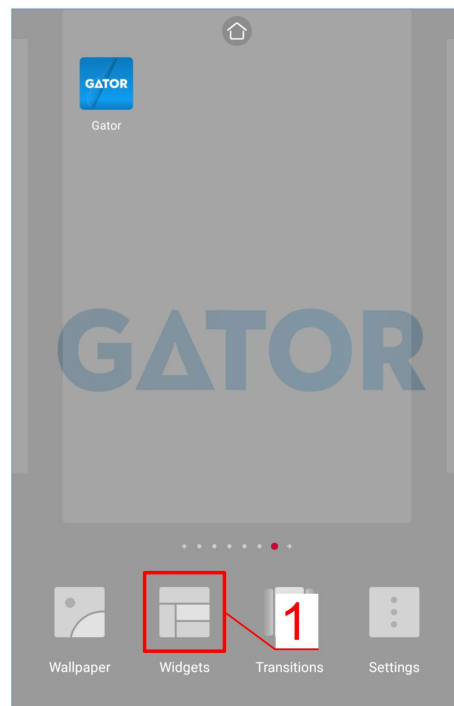 GATOR
Gator
GATOR
1
Wallpaper Widgets Transitions Settings